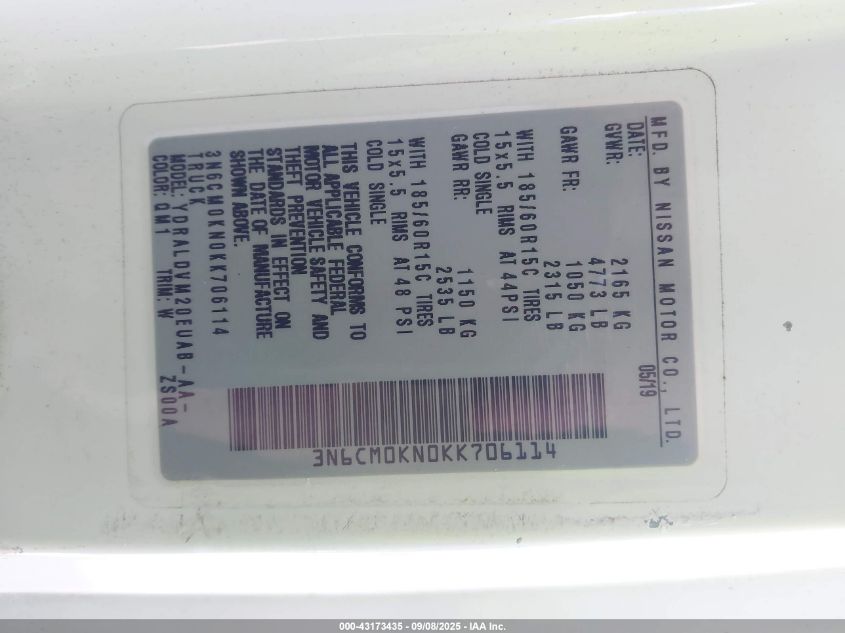 MFD. BY NISSAN MOTOR CO., LTD.
DATE: 05/19
GVWR: 2165 KG
4773 LB
GAWR FR: 1050 KG
2315 LB
WITH 185/60R15C TIRES
15x5.5 RIMS AT 44PSI
COLD SINGLE
GAWR RR: 1150 KG
2535 LB
WITH 185/60R15C TIRES
15x5.5 RIMS AT 48 PSI
COLD SINGLE
THIS VEHICLE CONFORMS TO
ALL APPLICABLE FEDERAL
MOTOR VEHICLE SAFETY AND
THEFT PREVENTION
STANDARDS IN EFFECT ON
THE DATE OF MANUFACTURE
SHOWN ABOVE.
3N6CM0KN0KK706114
TRUCK
MODEL: YDRALDVM20EUAB-AA-
ZS00A
COLOR: QM1 TRIM: W
3N6CM0KN0KK706114
000-43173435 - 09/08/2025 - IAA Inc.